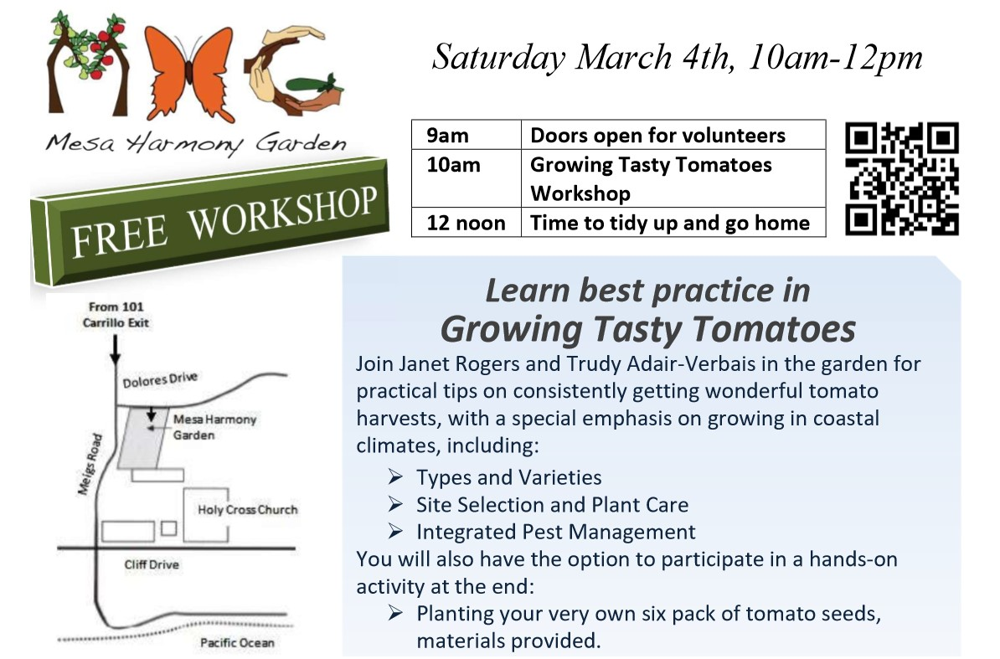 Mesa Harmony Garden
Saturday March 4th, 10am-12pm
9am Doors open for volunteers
10am Growing Tasty Tomatoes
Workshop
12 noon Time to tidy up and go home
FREE WORKSHOP
From 101
Carrillo Exit
Dolores Drive
Mesa Harmony
Garden
Meigs Road
Holy Cross Church
Cliff Drive
Pacific Ocean
Learn best practice in
Growing Tasty Tomatoes
Join Janet Rogers and Trudy Adair-Verbais in the garden for
practical tips on consistently getting wonderful tomato
harvests, with a special emphasis on growing in coastal
climates, including:
➢ Types and Varieties
➢ Site Selection and Plant Care
➢ Integrated Pest Management
You will also have the option to participate in a hands-on
activity at the end:
➢ Planting your very own six pack of tomato seeds,
materials provided.